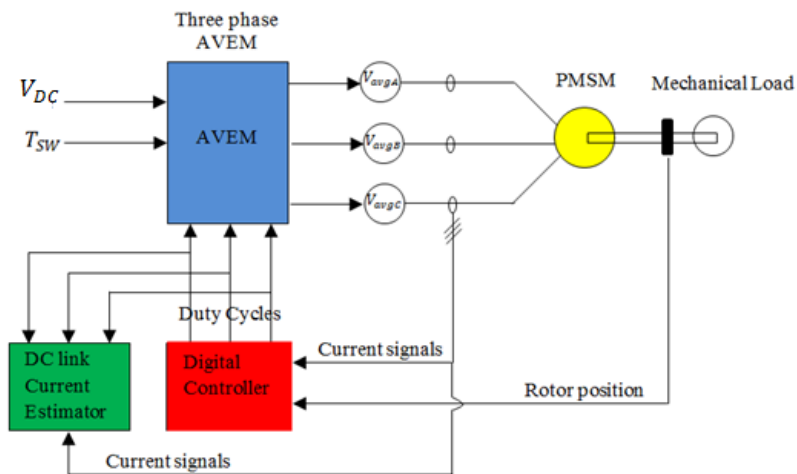 Three phase
AVEM
V_DC
T_SW
AVEM
V_avgA
V_avgB
V_avgC
PMSM
Mechanical Load
Duty Cycles
DC link
Current
Estimator
Digital
Controller
Current signals
Rotor position
Current signals